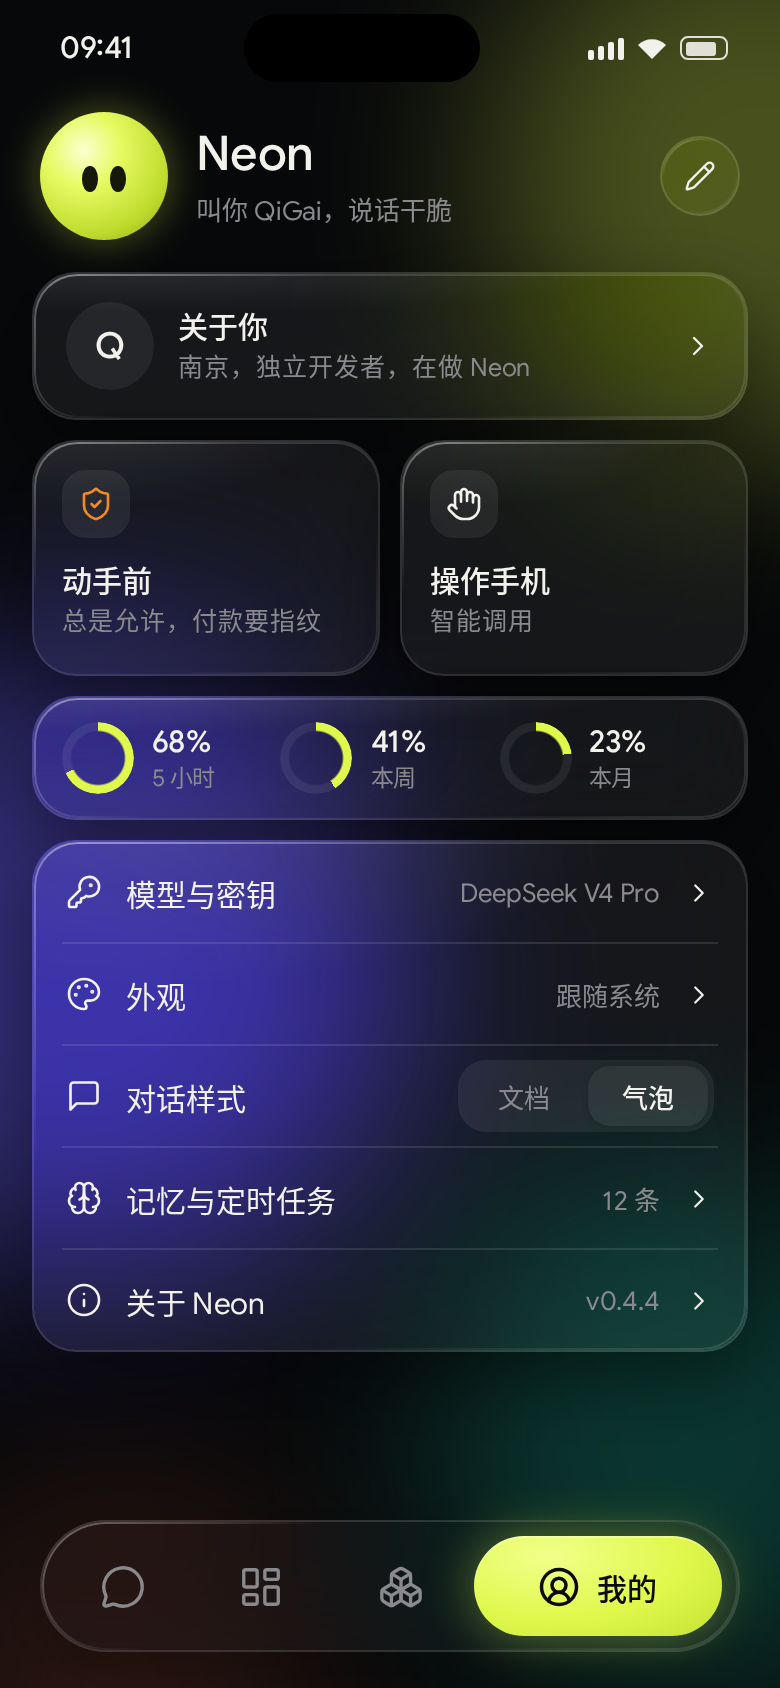 09:41
Neon
叫你 QiGai，说话干脆
Q
关于你
南京，独立开发者，在做 Neon
动手前
总是允许，付款要指纹
操作手机
智能调用
68%
5 小时
41%
本周
23%
本月
模型与密钥
DeepSeek V4 Pro
外观
跟随系统
对话样式
文档
气泡
记忆与定时任务
12 条
关于 Neon
v0.4.4
我的